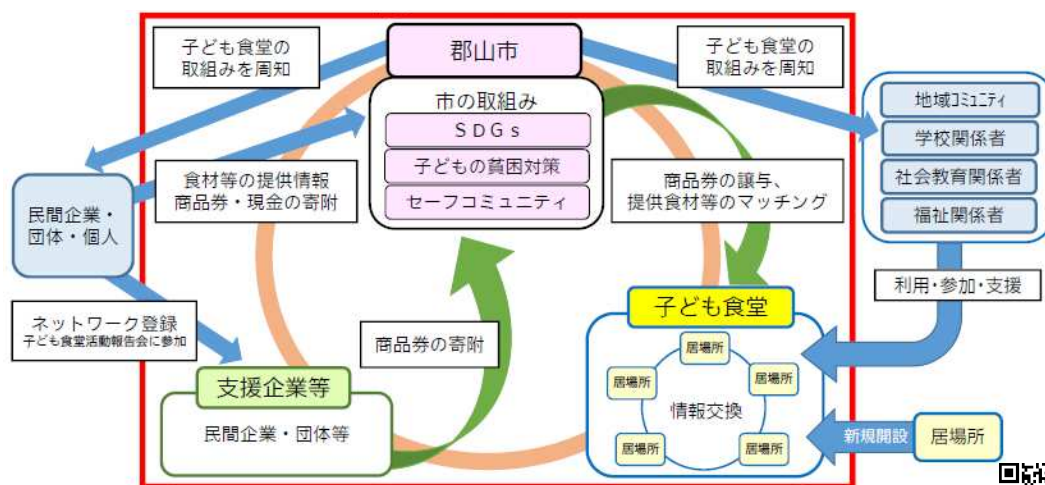 子ども食堂の
取組みを周知
郡山市
子ども食堂の
取組みを周知
市の取組み
SDGs
子どもの貧困対策
セーフコミュニティ
地域ｺﾐｭﾆﾃｨ
学校関係者
社会教育関係者
福祉関係者
食材等の提供情報
商品券・現金の寄附
商品券の譲与、
提供食材等のマッチング
民間企業・
団体・個人
利用・参加・支援
ネットワーク登録
子ども食堂活動報告会に参加
子ども食堂
商品券の寄附
居場所
居場所
居場所
情報交換
居場所
居場所
支援企業等
民間企業・団体等
新規開設
居場所